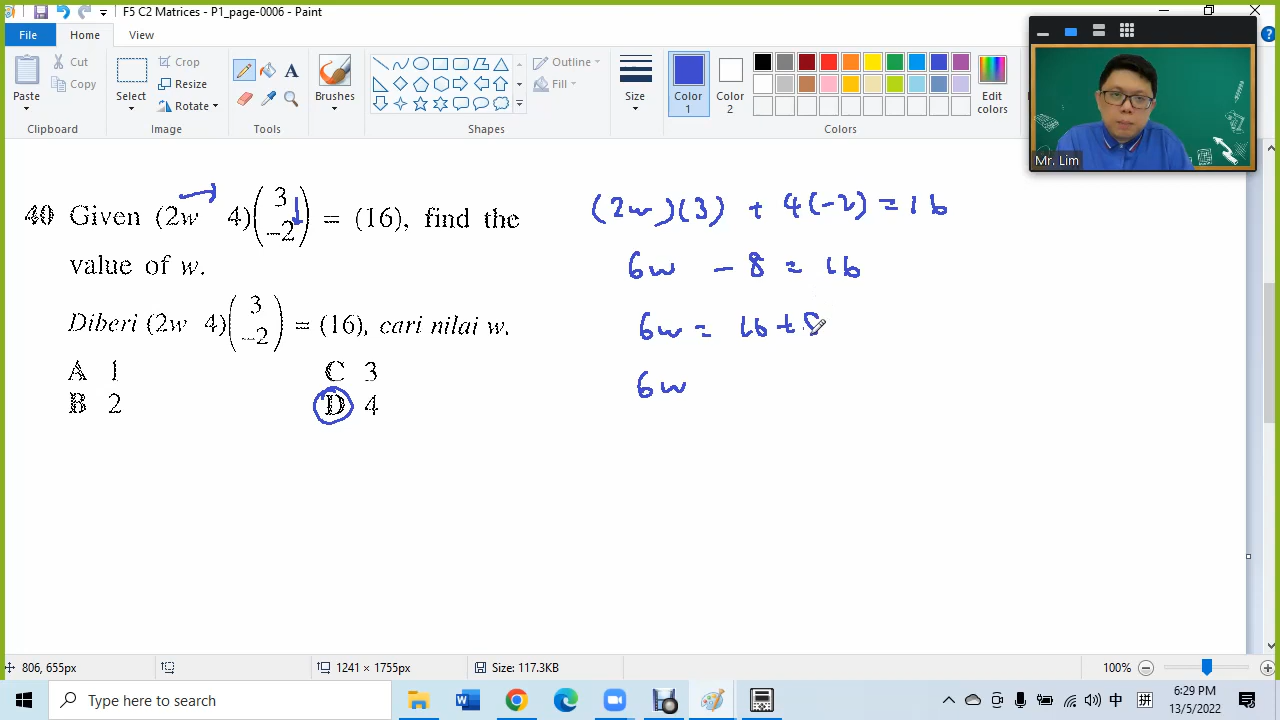 F5 C2 Matrices - P1_page-0006 - Paint
File Home View
Paste Cut Copy Clipboard
Select Crop Resize Rotate Image
Tools
Brushes
Outline Fill Shapes
Size
Color 1 Color 2 Edit colors Colors
Mr. Lim
40 Given (2w 4)(3 -2) = (16), find the
value of w.
Diberi (2w 4)(3 -2) = (16), cari nilai w.
A 1 C 3
B 2 D 4
(2w)(3) + 4(-2) = 16
6w - 8 = 16
6w = 16 + 8
6w
806, 655px 1241 × 1755px Size: 117.3KB 100%
Type here to search
中 拼 6:29 PM
13/5/2022